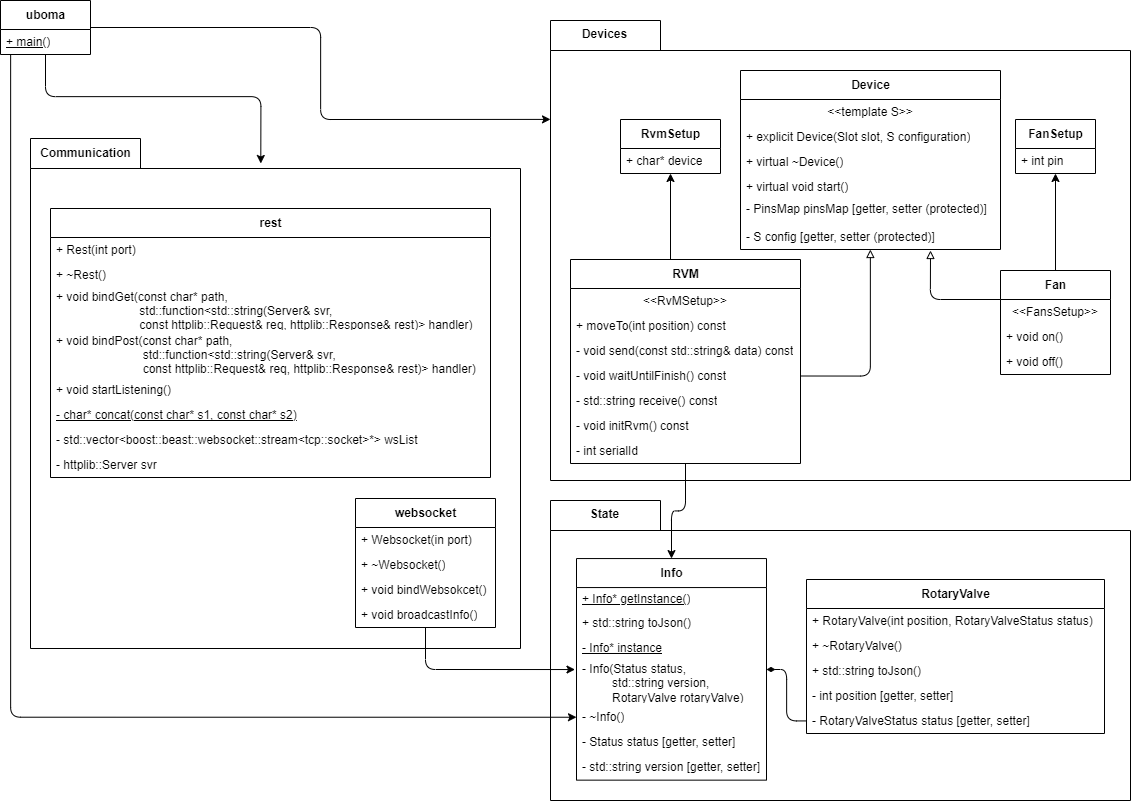 uboma
+ main()
Devices
Device
<<template S>>
+ explicit Device(Slot slot, S configuration)
+ virtual ~Device()
+ virtual void start()
- PinsMap pinsMap [getter, setter (protected)]
- S config [getter, setter (protected)]
RvmSetup
+ char* device
FanSetup
+ int pin
RVM
<<RvMSetup>>
+ moveTo(int position) const
- void send(const std::string& data) const
- void waitUntilFinish() const
- std::string receive() const
- void initRvm() const
- int serialId
Fan
<<FansSetup>>
+ void on()
+ void off()
Communication
rest
+ Rest(int port)
+ ~Rest()
+ void bindGet(const char* path,
std::function<std::string(Server& svr,
const httplib::Request& req, httplib::Response& rest)> handler)
+ void bindPost(const char* path,
std::function<std::string(Server& svr,
const httplib::Request& req, httplib::Response& rest)> handler)
+ void startListening()
- char* concat(const char* s1, const char* s2)
- std::vector<boost::beast::websocket::stream<tcp::socket>*> wsList
- httplib::Server svr
websocket
+ Websocket(in port)
+ ~Websocket()
+ void bindWebsokcet()
+ void broadcastInfo()
State
Info
+ Info* getInstance()
+ std::string toJson()
- Info* instance
- Info(Status status,
std::string version,
RotaryValve rotaryValve)
- ~Info()
- Status status [getter, setter]
- std::string version [getter, setter]
RotaryValve
+ RotaryValve(int position, RotaryValveStatus status)
+ ~RotaryValve()
+ std::string toJson()
- int position [getter, setter]
- RotaryValveStatus status [getter, setter]